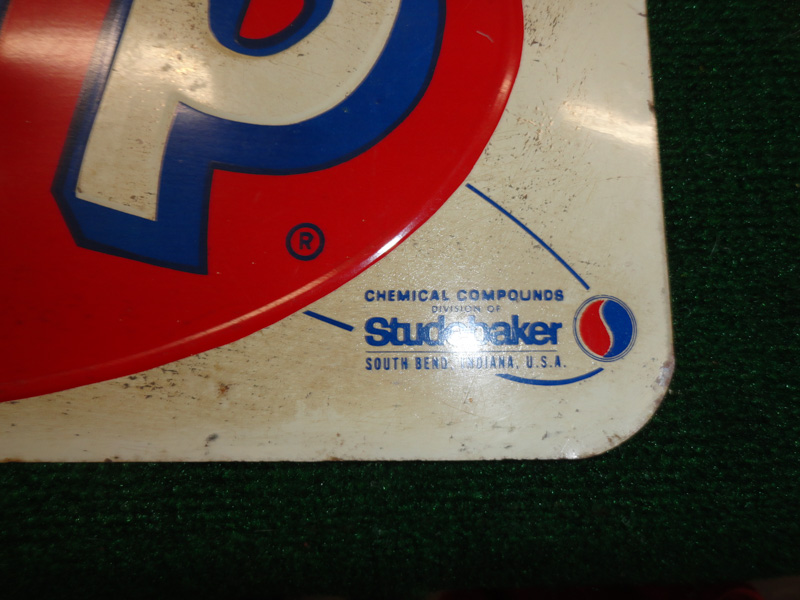 P
®
CHEMICAL COMPOUNDS
DIVISION OF
Studebaker
SOUTH BEND, INDIANA, U.S.A.